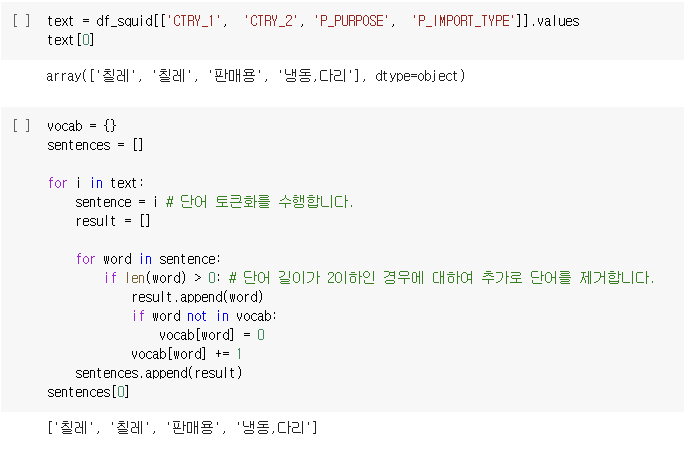 [ ] text = df_squid[['CTRY_1',  'CTRY_2', 'P_PURPOSE',  'P_IMPORT_TYPE']].values
text[0]
array(['칠레', '칠레', '판매용', '냉동,다리'], dtype=object)
[ ] vocab = {}
sentences = []
for i in text:
sentence = i # 단어 토큰화를 수행합니다.
result = []
for word in sentence:
if len(word) > 0: # 단어 길이가 2이하인 경우에 대하여 추가로 단어를 제거합니다.
result.append(word)
if word not in vocab:
vocab[word] = 0
vocab[word] += 1
sentences.append(result)
sentences[0]
['칠레', '칠레', '판매용', '냉동,다리']